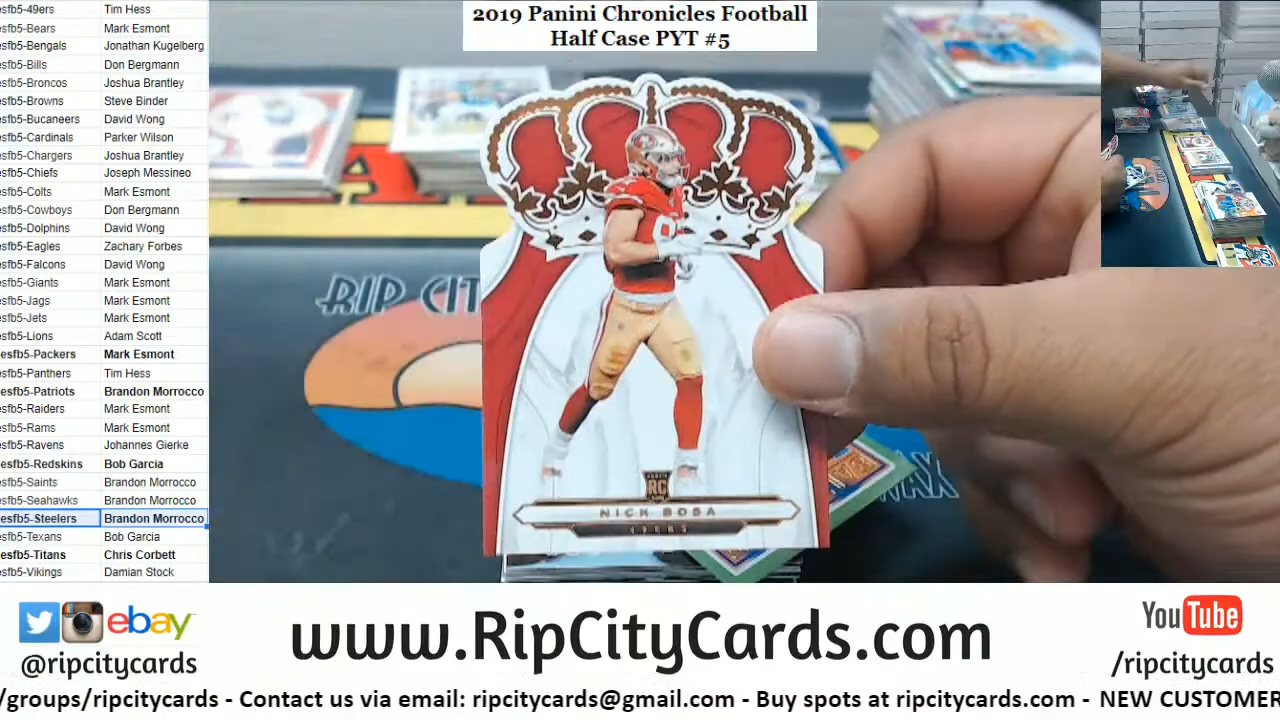 2019 Panini Chronicles Football
Half Case PYT #5
esfb5-49ers Tim Hess
esfb5-Bears Mark Esmont
esfb5-Bengals Jonathan Kugelberg
esfb5-Bills Don Bergmann
esfb5-Broncos Joshua Brantley
esfb5-Browns Steve Binder
esfb5-Bucaneers David Wong
esfb5-Cardinals Parker Wilson
esfb5-Chargers Joshua Brantley
esfb5-Chiefs Joseph Messineo
esfb5-Colts Mark Esmont
esfb5-Cowboys Don Bergmann
esfb5-Dolphins David Wong
esfb5-Eagles Zachary Forbes
esfb5-Falcons David Wong
esfb5-Giants Mark Esmont
esfb5-Jags Mark Esmont
esfb5-Jets Mark Esmont
esfb5-Lions Adam Scott
esfb5-Packers Mark Esmont
esfb5-Panthers Tim Hess
esfb5-Patriots Brandon Morrocco
esfb5-Raiders Mark Esmont
esfb5-Rams Mark Esmont
esfb5-Ravens Johannes Gierke
esfb5-Redskins Bob Garcia
esfb5-Saints Brandon Morrocco
esfb5-Seahawks Brandon Morrocco
esfb5-Steelers Brandon Morrocco
esfb5-Texans Bob Garcia
esfb5-Titans Chris Corbett
esfb5-Vikings Damian Stock
RIP CIT
WAX
RC
NICK BOSA
49ERS
ebay
@ripcitycards
www.RipCityCards.com
YouTube
/ripcitycards
/groups/ripcitycards - Contact us via email: ripcitycards@gmail.com - Buy spots at ripcitycards.com - NEW CUSTOMER